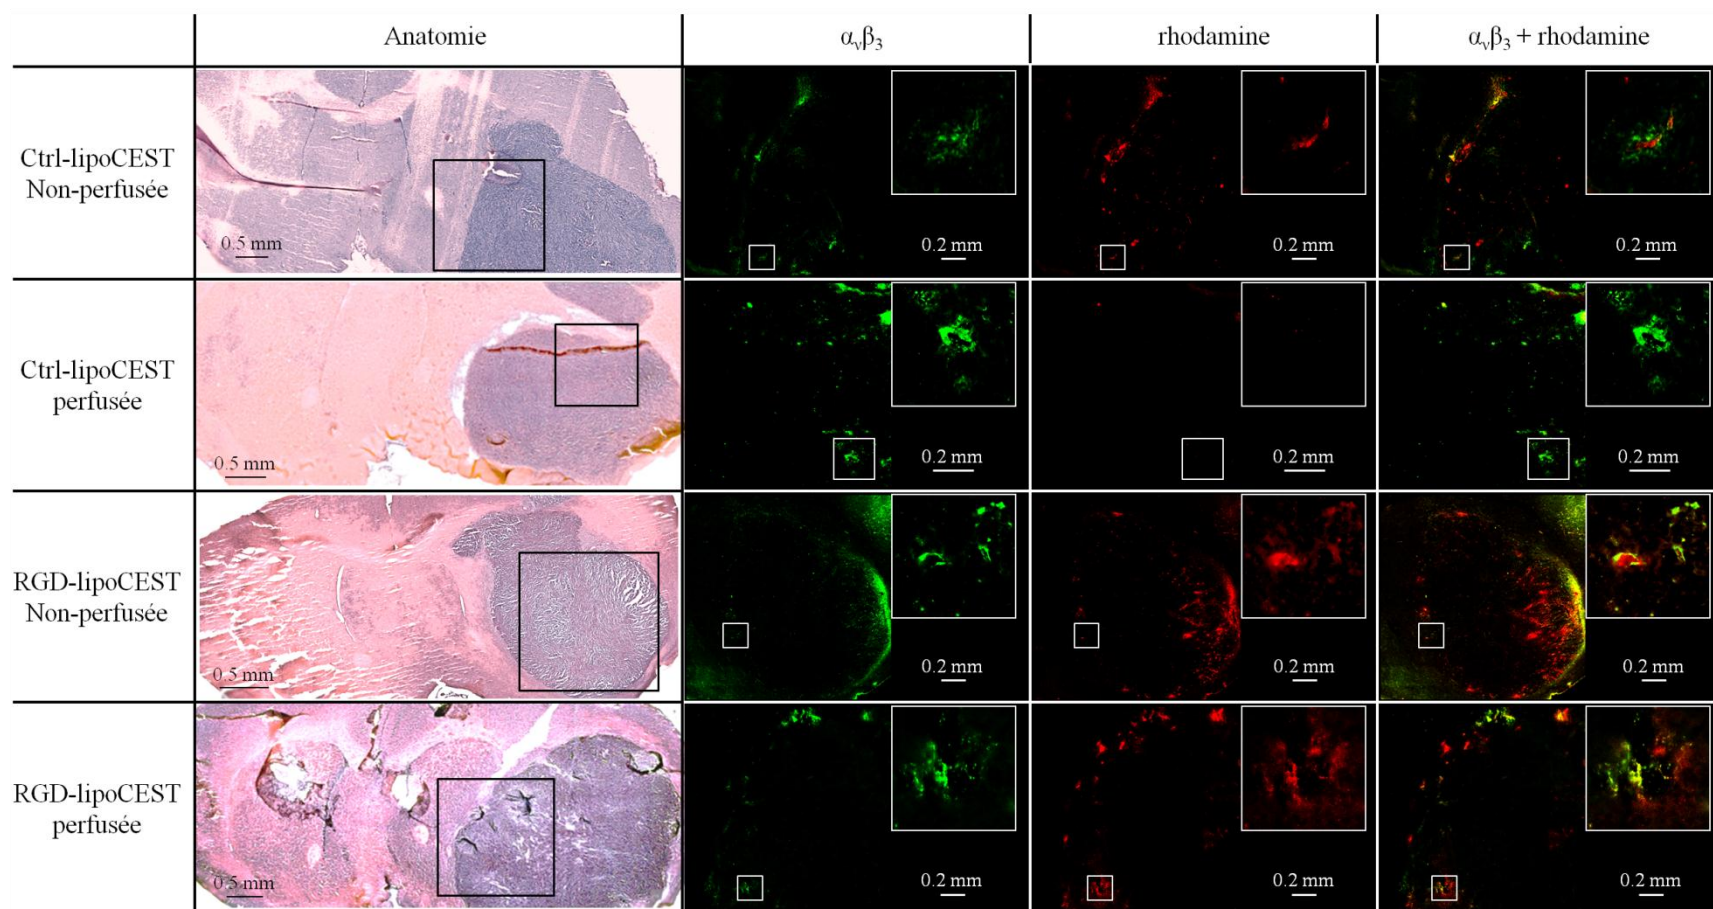 Anatomie
αᵥβ₃
rhodamine
αᵥβ₃ + rhodamine
Ctrl-lipoCEST
Non-perfusée
0.5 mm
0.2 mm
0.2 mm
0.2 mm
Ctrl-lipoCEST
perfusée
0.5 mm
0.2 mm
0.2 mm
0.2 mm
RGD-lipoCEST
Non-perfusée
0.5 mm
0.2 mm
0.2 mm
0.2 mm
RGD-lipoCEST
perfusée
0.5 mm
0.2 mm
0.2 mm
0.2 mm